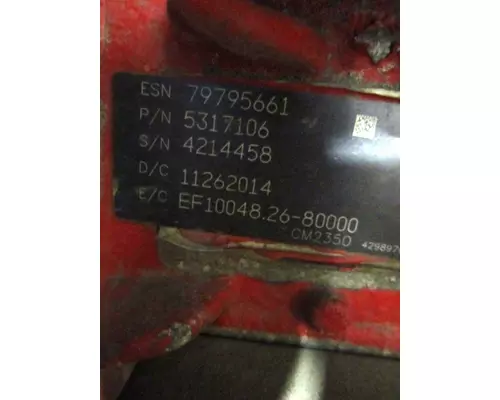 ESN 79795661
P/N 5317106
S/N 4214458
D/C 11262014
E/C EF10048.26-80000
CM2350